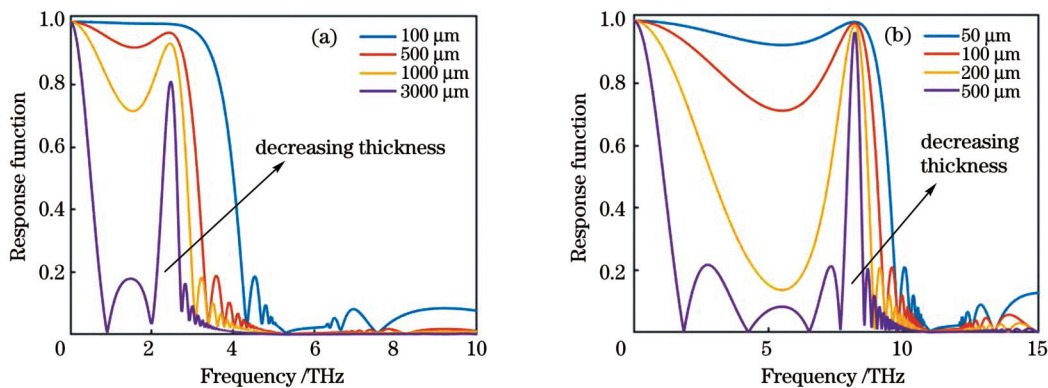 (a)
100 μm
500 μm
1000 μm
3000 μm
decreasing thickness
Response function
1.0
0.8
0.6
0.4
0.2
0
2
4
6
8
10
Frequency /THz
(b)
50 μm
100 μm
200 μm
500 μm
decreasing
thickness
Response function
1.0
0.8
0.6
0.4
0.2
0
5
10
15
Frequency /THz